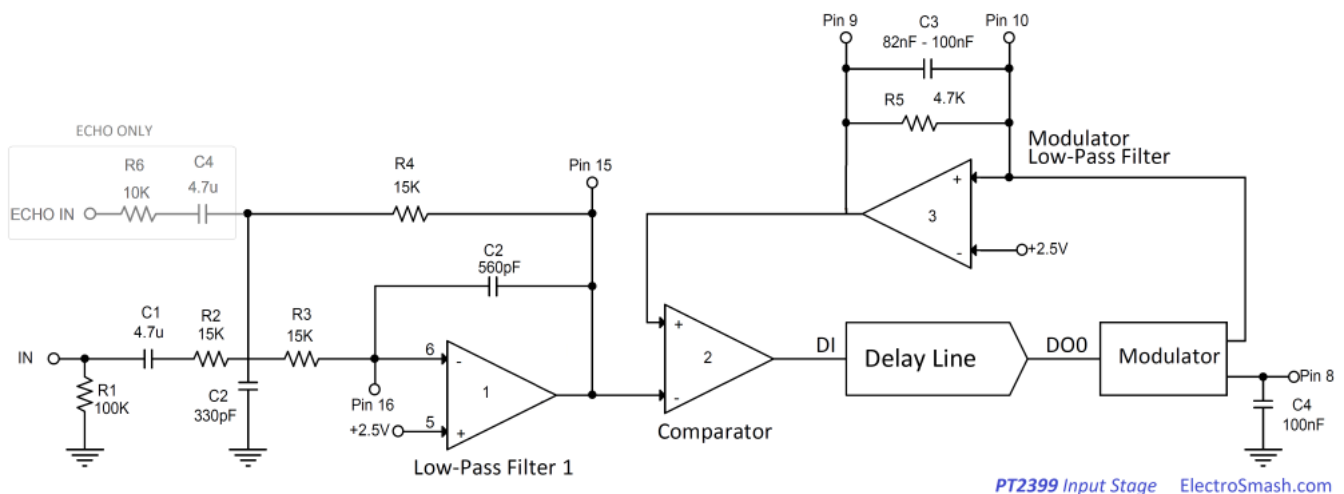 Pin 9
C3
82nF - 100nF
Pin 10
R5
4.7K
Modulator
Low-Pass Filter
+
3
-
+2.5V
ECHO ONLY
R6
10K
C4
4.7u
ECHO IN
R4
15K
Pin 15
C2
560pF
C1
4.7u
R2
15K
R3
15K
IN
R1
100K
C2
330pF
Pin 16
6
-
1
+2.5V
5
+
Low-Pass Filter 1
+
2
-
Comparator
DI
Delay Line
DO0
Modulator
Pin 8
C4
100nF
PT2399 Input Stage ElectroSmash.com